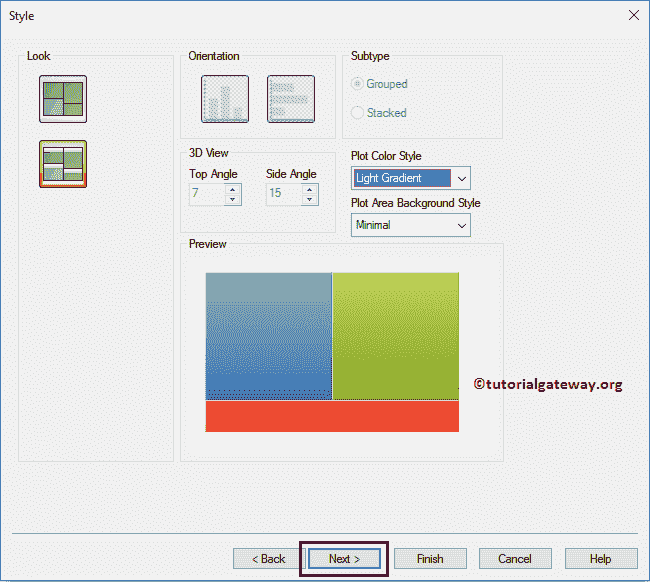 Style
Look
Orientation
Subtype
Grouped
Stacked
3D View
Top Angle
Side Angle
7
15
Plot Color Style
Light Gradient
Plot Area Background Style
Minimal
Preview
©tutorialgateway.org
< Back
Next >
Finish
Cancel
Help